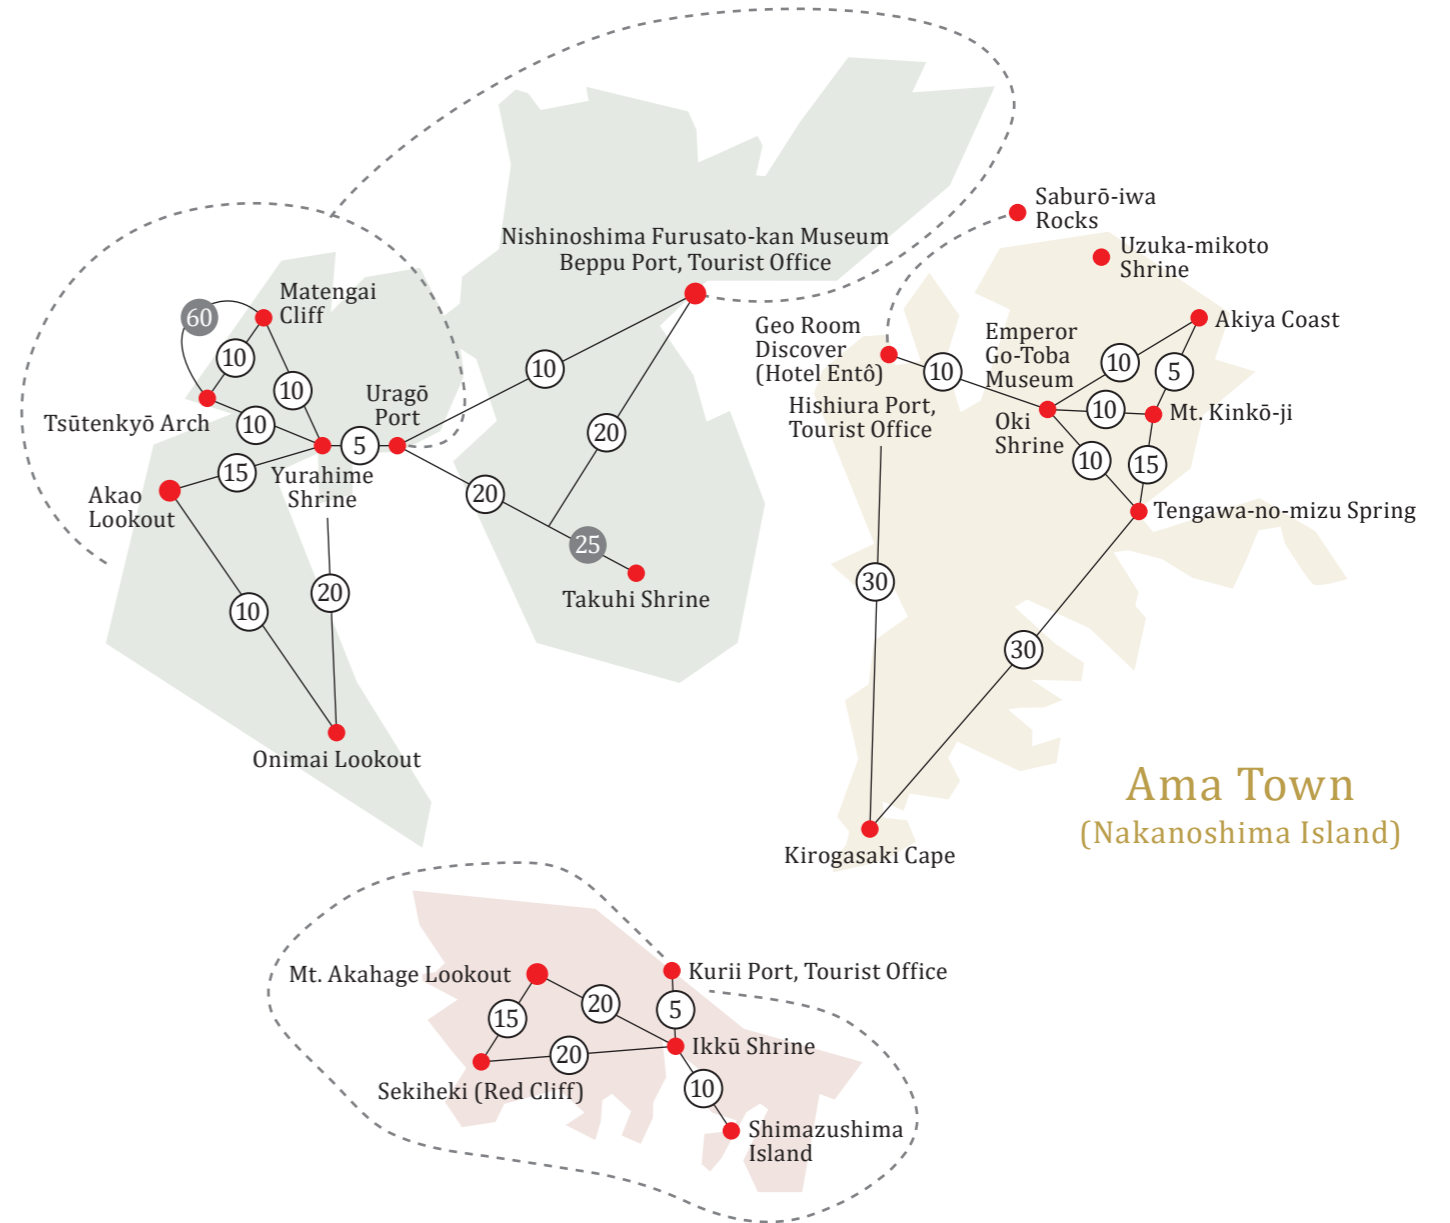 Saburō-iwa
Rocks
Uzuka-mikoto
Shrine
Nishinoshima Furusato-kan Museum
Beppu Port, Tourist Office
Matengai
Cliff
60
10
10
Tsūtenkyō Arch
10
Uragō
Port
5
15
Yurahime
Shrine
Akao
Lookout
10
20
20
20
25
Takuhi Shrine
10
20
Onimai Lookout
Geo Room
Discover
(Hotel Entô)
Hishiura Port,
Tourist Office
10
Emperor
Go-Toba
Museum
Oki
Shrine
10
Akiya Coast
5
10
Mt. Kinkō-ji
10
15
Tengawa-no-mizu Spring
30
30
Kirogasaki Cape
Ama Town
(Nakanoshima Island)
Mt. Akahage Lookout
Kurii Port, Tourist Office
20
5
15
20
Ikkū Shrine
Sekiheki (Red Cliff)
10
Shimazushima
Island